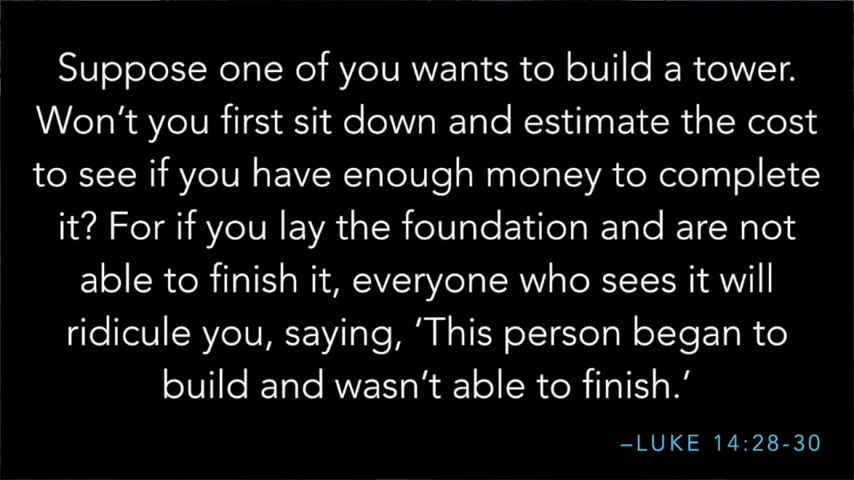 Suppose one of you wants to build a tower.
Won’t you first sit down and estimate the cost
to see if you have enough money to complete
it? For if you lay the foundation and are not
able to finish it, everyone who sees it will
ridicule you, saying, ‘This person began to
build and wasn’t able to finish.’
–LUKE 14:28-30